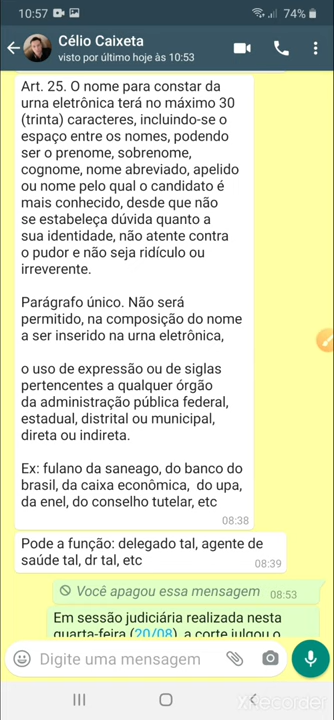 10:57 74%
Célio Caixeta
visto por último hoje às 10:53
Art. 25. O nome para constar da
urna eletrônica terá no máximo 30
(trinta) caracteres, incluindo-se o
espaço entre os nomes, podendo
ser o prenome, sobrenome,
cognome, nome abreviado, apelido
ou nome pelo qual o candidato é
mais conhecido, desde que não
se estabeleça dúvida quanto a
sua identidade, não atente contra
o pudor e não seja ridículo ou
irreverente.
Parágrafo único. Não será
permitido, na composição do nome
a ser inserido na urna eletrônica,
o uso de expressão ou de siglas
pertencentes a qualquer órgão
da administração pública federal,
estadual, distrital ou municipal,
direta ou indireta.
Ex: fulano da saneago, do banco do
brasil, da caixa econômica, do upa,
da enel, do conselho tutelar, etc
08:38
Pode a função: delegado tal, agente de
saúde tal, dr tal, etc
08:39
Você apagou essa mensagem 08:53
Em sessão judiciária realizada nesta
quarta-feira (20/08), a corte julgou o
Digite uma mensagem
XRecorder